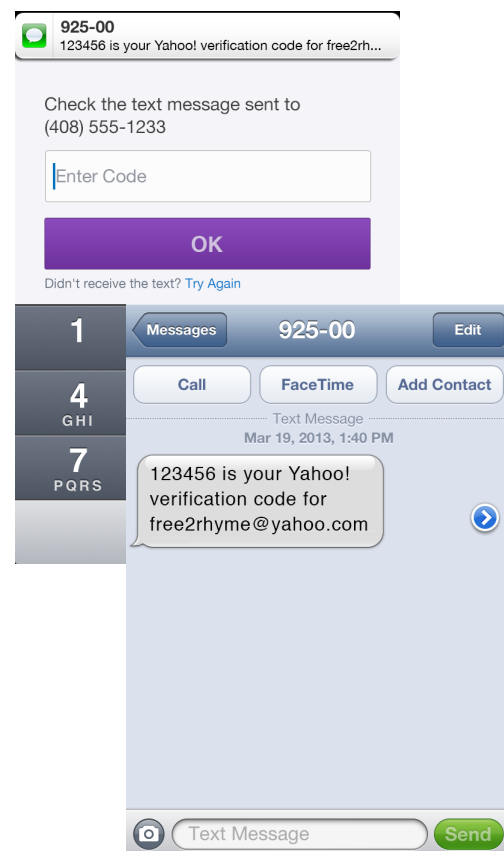 925-00
123456 is your Yahoo! verification code for free2rh...
Check the text message sent to
(408) 555-1233
Enter Code
OK
Didn't receive the text? Try Again
1
4
GHI
7
PQRS
Messages
925-00
Edit
Call
FaceTime
Add Contact
Text Message
Mar 19, 2013, 1:40 PM
123456 is your Yahoo!
verification code for
free2rhyme@yahoo.com
Text Message
Send